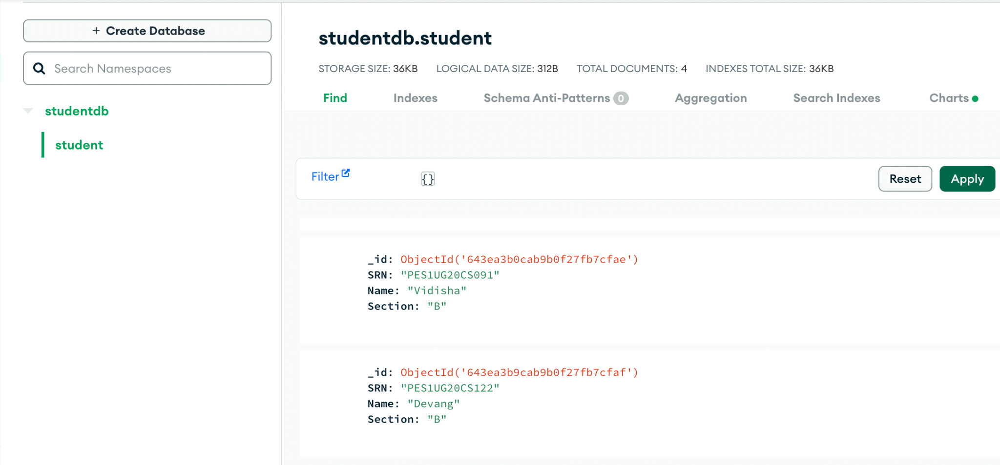 + Create Database
Search Namespaces
studentdb
student
studentdb.student
STORAGE SIZE: 36KB LOGICAL DATA SIZE: 312B TOTAL DOCUMENTS: 4 INDEXES TOTAL SIZE: 36KB
Find Indexes Schema Anti-Patterns 0 Aggregation Search Indexes Charts
Filter {} Reset Apply
_id: ObjectId('643ea3b0cab9b0f27fb7cfae')
SRN: "PES1UG20CS091"
Name: "Vidisha"
Section: "B"
_id: ObjectId('643ea3b9cab9b0f27fb7cfaf')
SRN: "PES1UG20CS122"
Name: "Devang"
Section: "B"